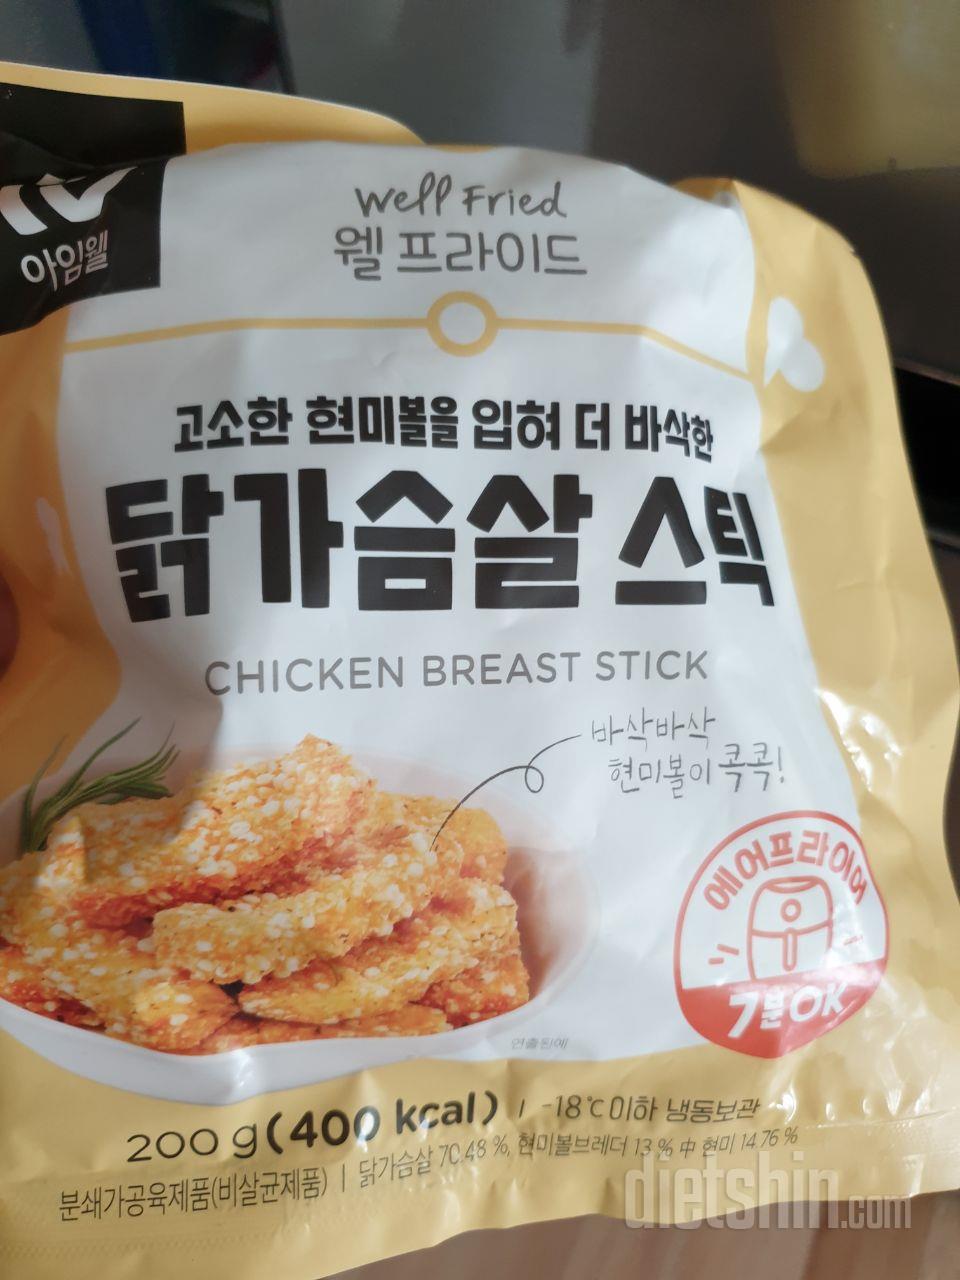 아임웰
Well Fried
웰 프라이드
고소한 현미볼을 입혀 더 바삭한
닭가슴살 스틱
CHICKEN BREAST STICK
바삭바삭
현미볼이 콕콕!
에어프라이어
7분OK
연출된예
200 g(400 kcal) | -18℃이하 냉동보관
분쇄가공육제품(비살균제품) | 닭가슴살 70.48 %, 현미볼브레더 13 % 中 현미 14.76 %
dietshin.com